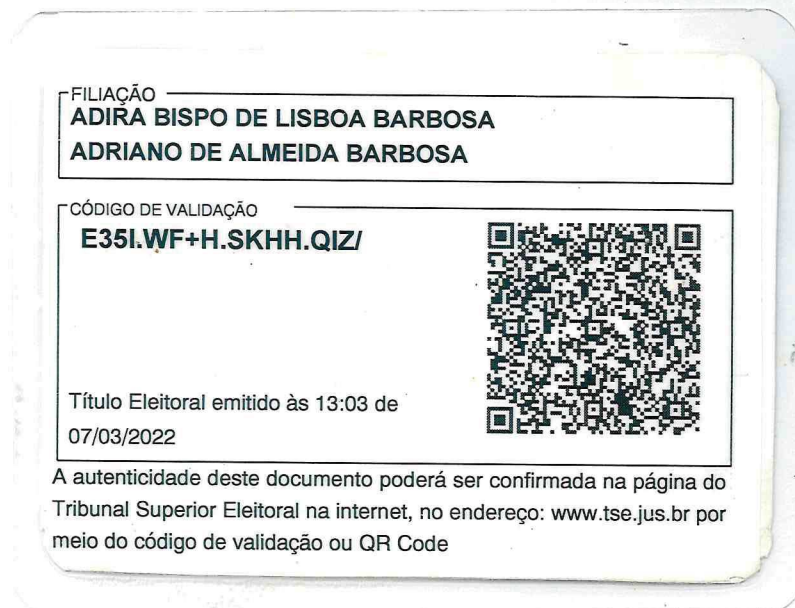 FILIAÇÃO
ADIRA BISPO DE LISBOA BARBOSA
ADRIANO DE ALMEIDA BARBOSA
CÓDIGO DE VALIDAÇÃO
E35I.WF+H.SKHH.QIZ/
Título Eleitoral emitido às 13:03 de
07/03/2022
A autenticidade deste documento poderá ser confirmada na página do
Tribunal Superior Eleitoral na internet, no endereço: www.tse.jus.br por
meio do código de validação ou QR Code